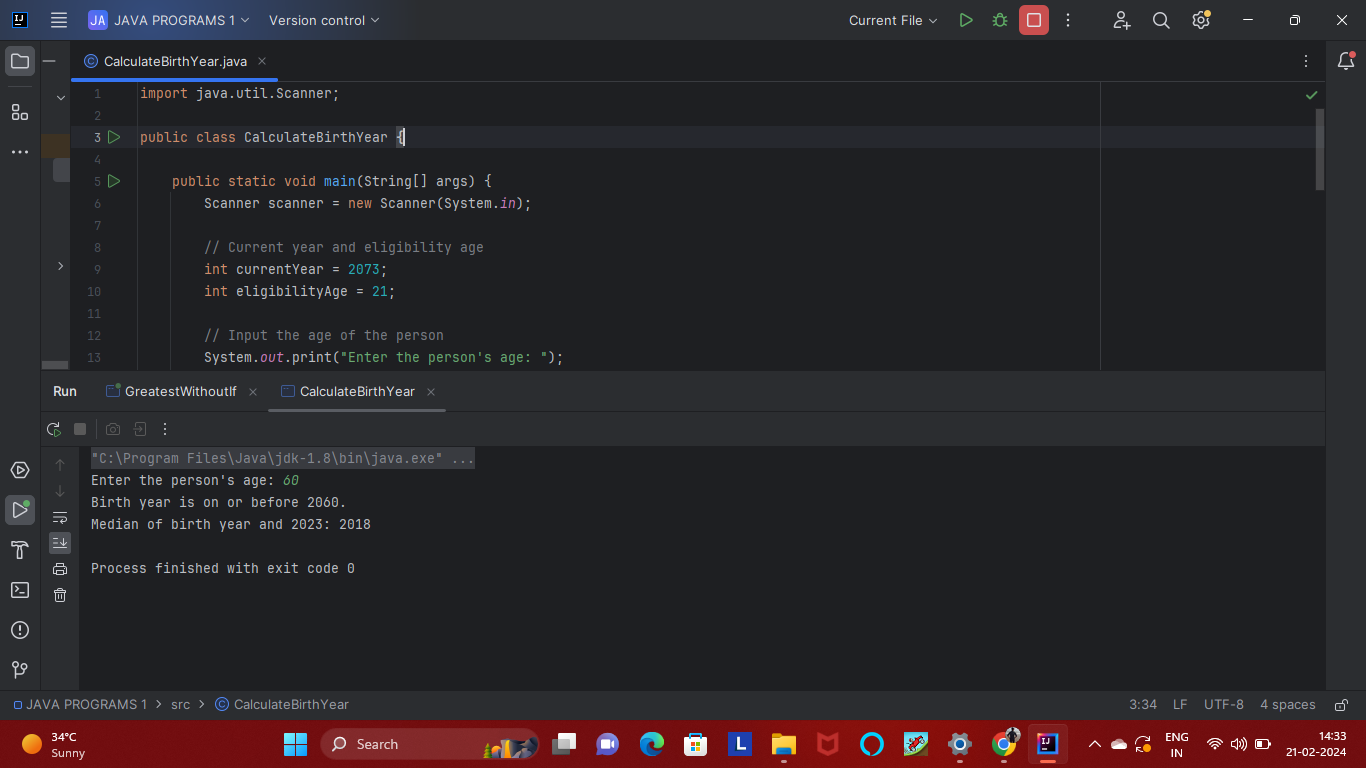 JA JAVA PROGRAMS 1 Version control Current File
CalculateBirthYear.java
1 import java.util.Scanner;
2
3 public class CalculateBirthYear {
4
5 public static void main(String[] args) {
6 Scanner scanner = new Scanner(System.in);
7
8 // Current year and eligibility age
9 int currentYear = 2073;
10 int eligibilityAge = 21;
11
12 // Input the age of the person
13 System.out.print("Enter the person's age: ");
Run GreatestWithoutIf CalculateBirthYear
"C:\Program Files\Java\jdk-1.8\bin\java.exe" ...
Enter the person's age: 60
Birth year is on or before 2060.
Median of birth year and 2023: 2018
Process finished with exit code 0
JAVA PROGRAMS 1 > src > CalculateBirthYear 3:34 LF UTF-8 4 spaces
34°C
Sunny
Search
ENG
IN
14:33
21-02-2024